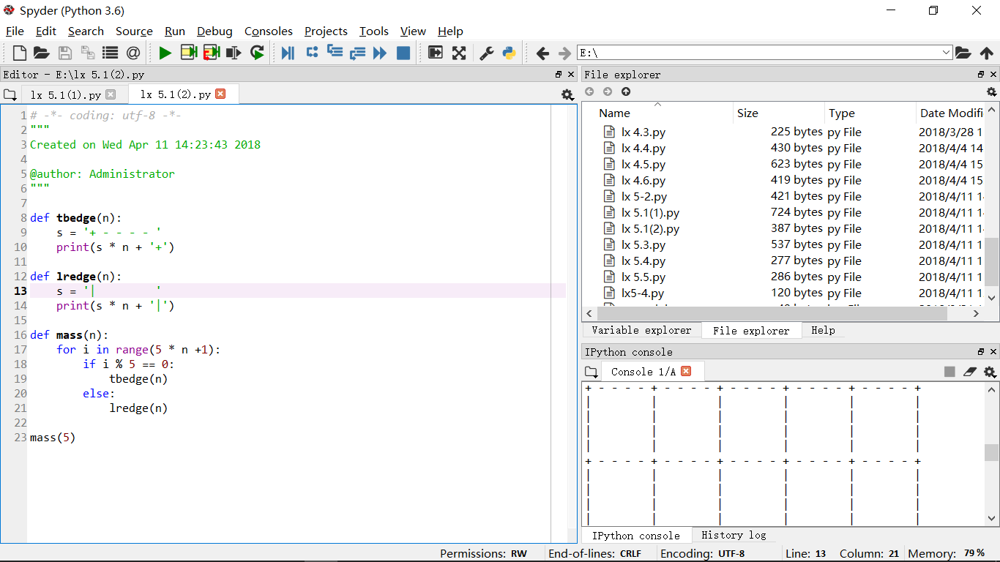 Spyder (Python 3.6)
File Edit Search Source Run Debug Consoles Projects Tools View Help
E:\
Editor - E:\lx 5.1(2).py
lx 5.1(1).py lx 5.1(2).py
1 # -*- coding: utf-8 -*-
2 """
3 Created on Wed Apr 11 14:23:43 2018
4
5 @author: Administrator
6 """
7
8 def tbedge(n):
9     s = '+ - - - - '
10     print(s * n + '+')
11
12 def lredge(n):
13     s = '|         '
14     print(s * n + '|')
15
16 def mass(n):
17     for i in range(5 * n +1):
18         if i % 5 == 0:
19             tbedge(n)
20         else:
21             lredge(n)
22
23 mass(5)
File explorer
Name Size Type Date Modifi
lx 4.3.py 225 bytes py File 2018/3/28 1
lx 4.4.py 430 bytes py File 2018/4/4 14
lx 4.5.py 623 bytes py File 2018/4/4 15
lx 4.6.py 419 bytes py File 2018/4/4 15
lx 5-2.py 421 bytes py File 2018/4/11 1
lx 5.1(1).py 724 bytes py File 2018/4/11 1
lx 5.1(2).py 387 bytes py File 2018/4/11 1
lx 5.3.py 537 bytes py File 2018/4/11 1
lx 5.4.py 277 bytes py File 2018/4/11 1
lx 5.5.py 286 bytes py File 2018/4/11 1
lx5-4.py 120 bytes py File 2018/4/11 1
Variable explorer File explorer Help
IPython console
Console 1/A
+ - - - - + - - - - + - - - - + - - - - + - - - - +
|         |         |         |         |         |
|         |         |         |         |         |
|         |         |         |         |         |
|         |         |         |         |         |
+ - - - - + - - - - + - - - - + - - - - + - - - - +
|         |         |         |         |         |
|         |         |         |         |         |
|         |         |         |         |         |
|         |         |         |         |         |
IPython console History log
Permissions: RW End-of-lines: CRLF Encoding: UTF-8 Line: 13 Column: 21 Memory: 79 %